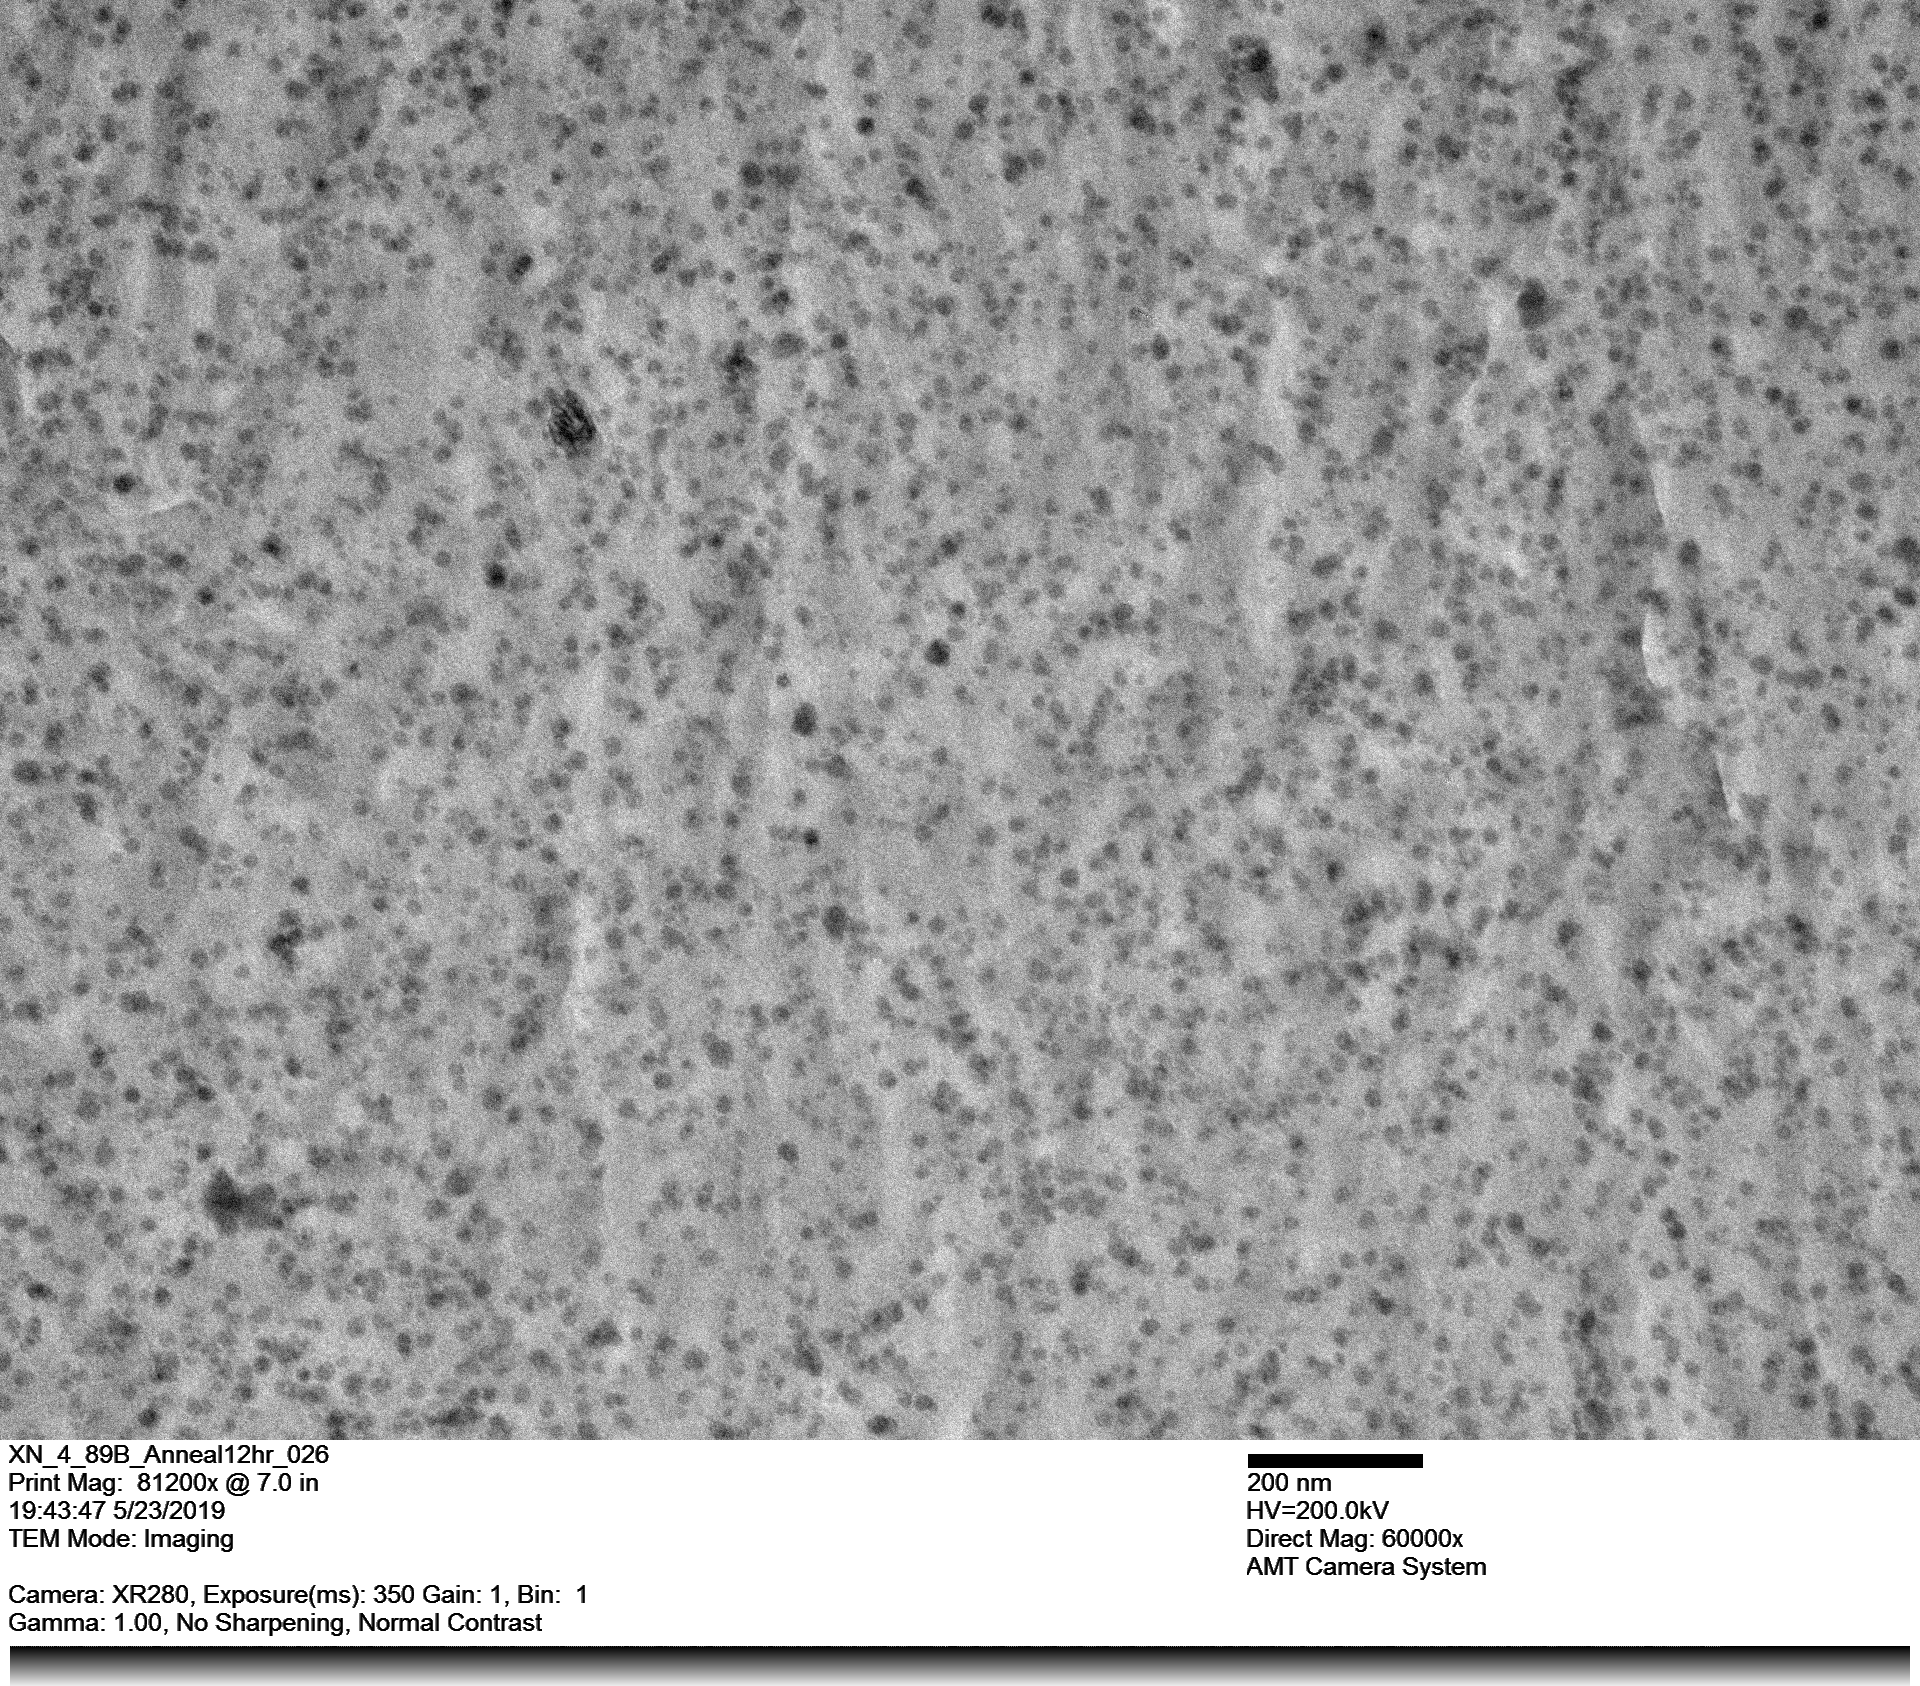 XN_4_89B_Anneal12hr_026
Print Mag:  81200x @ 7.0 in
19:43:47 5/23/2019
TEM Mode: Imaging
Camera: XR280, Exposure(ms): 350 Gain: 1, Bin:  1
Gamma: 1.00, No Sharpening, Normal Contrast
200 nm
HV=200.0kV
Direct Mag: 60000x
AMT Camera System